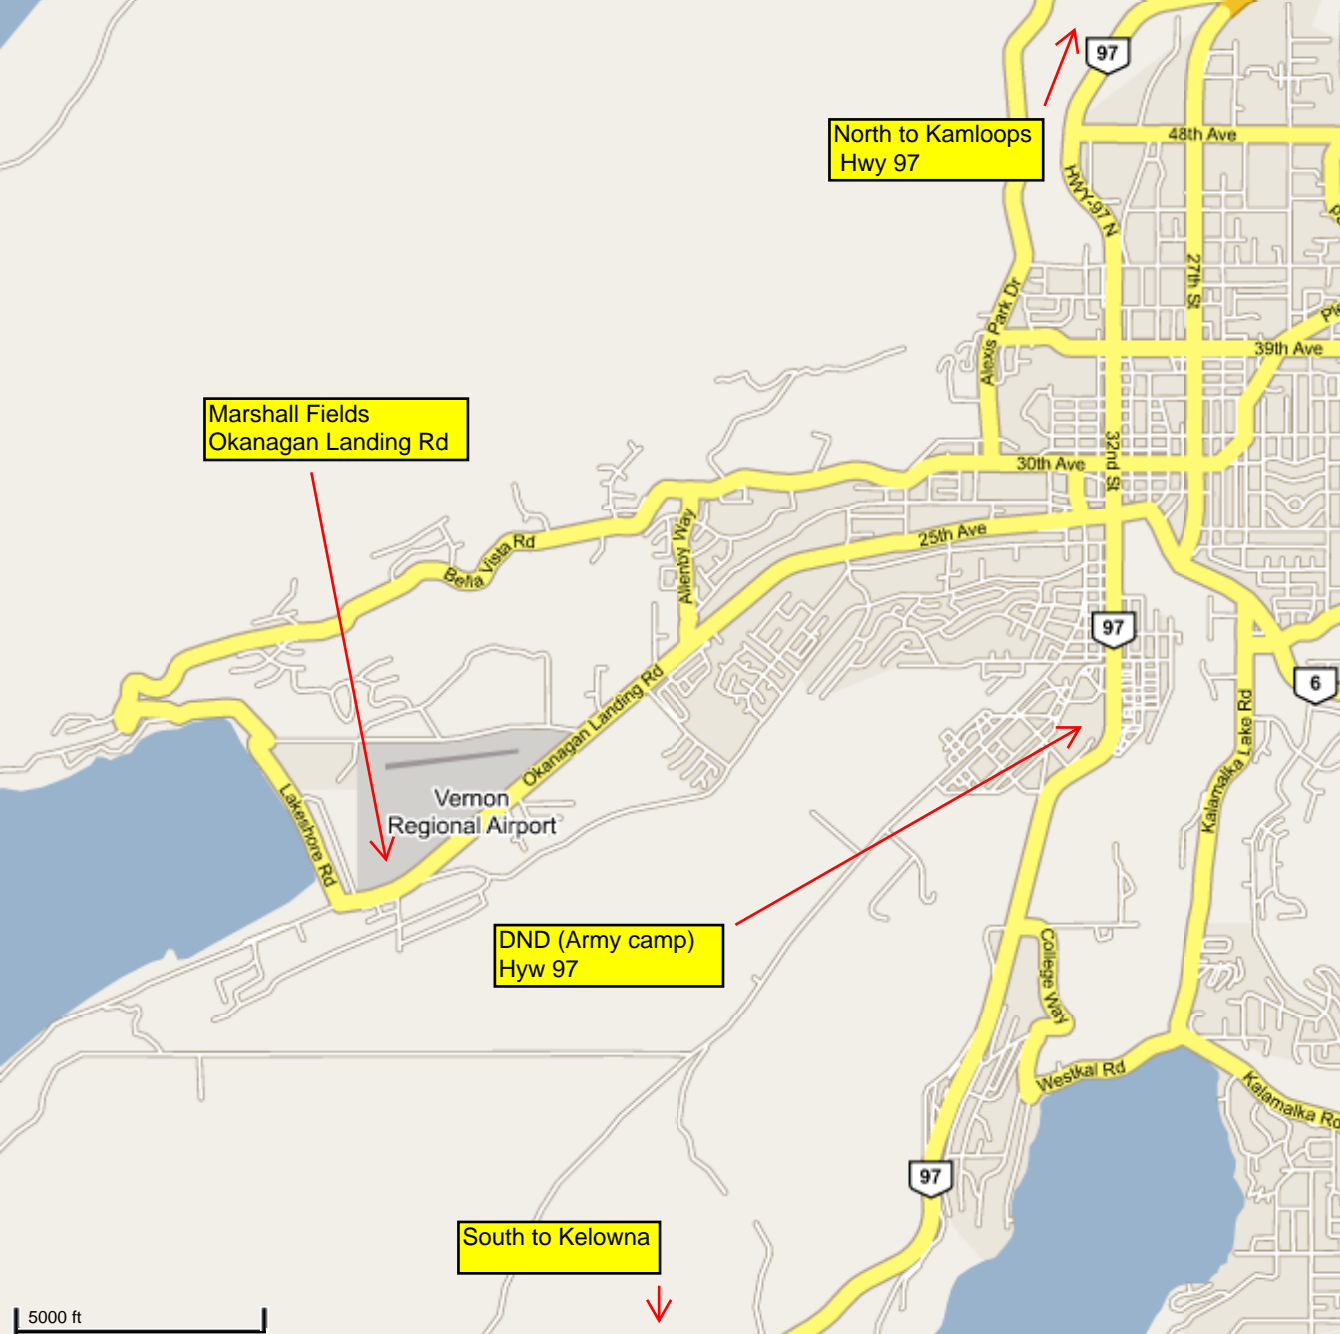 97
North to Kamloops
Hwy 97
48th Ave
HWY-97 N
27th St
Alexis Park Dr
39th Ave
Marshall Fields
Okanagan Landing Rd
32nd St
30th Ave
25th Ave
Bella Vista Rd
Allenby Way
97
6
Okanagan Landing Rd
Kalamalka Lake Rd
Vernon
Regional Airport
Lakeshore Rd
DND (Army camp)
Hyw 97
College Way
Westkal Rd
Kalamalka Rd
97
South to Kelowna
5000 ft